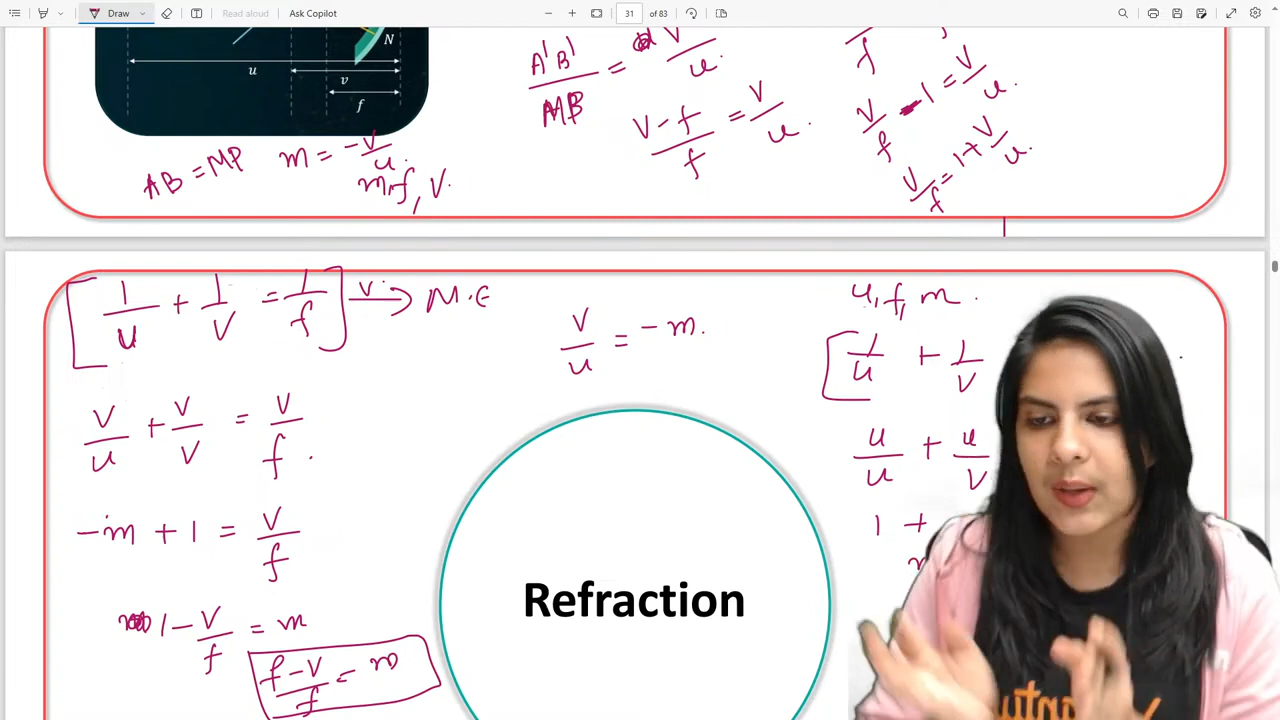 Draw
Read aloud
Ask Copilot
31 of 83
N
u
v
f
A'B' / AB = V/u
V-f / f = V/u.
V/f - 1 = V/u.
V/f = 1 + V/u.
AB = MP m = -V/u.
m, f, V.
[1/u + 1/V = 1/f] V. → M.E
V/u = -m.
u, f, m.
[1/u + 1/V
V/u + V/V = V/f.
u/u + u/V
-m + 1 = V/f
1 +
Refraction
1 - V/f = m
f-V / f = m